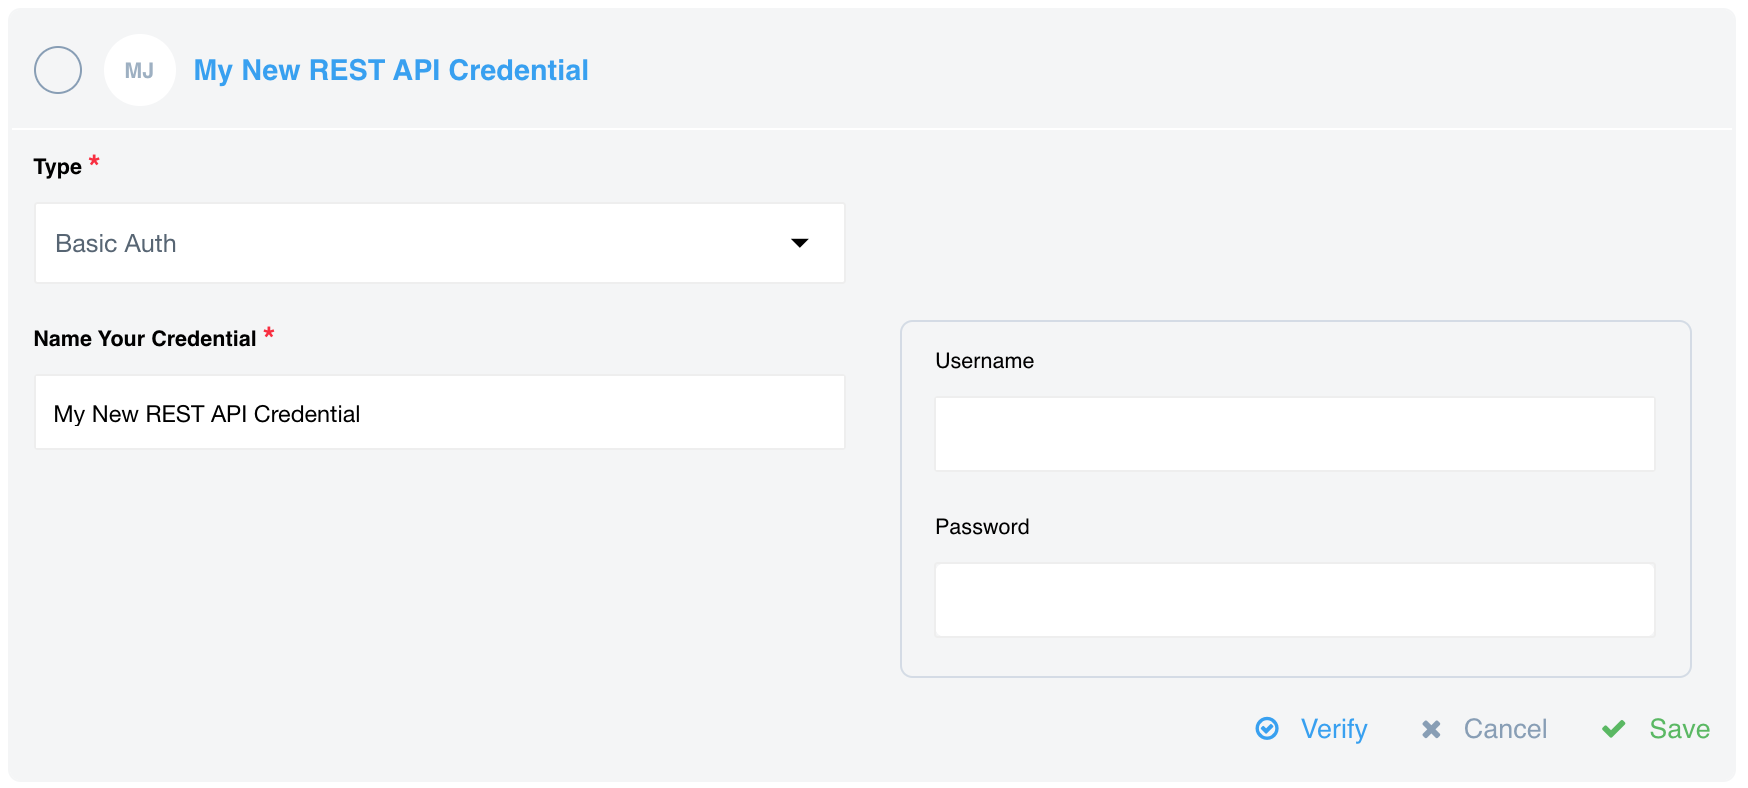 MJ
My New REST API Credential
Type *
Basic Auth
Name Your Credential *
My New REST API Credential
Username
Password
Verify
Cancel
Save